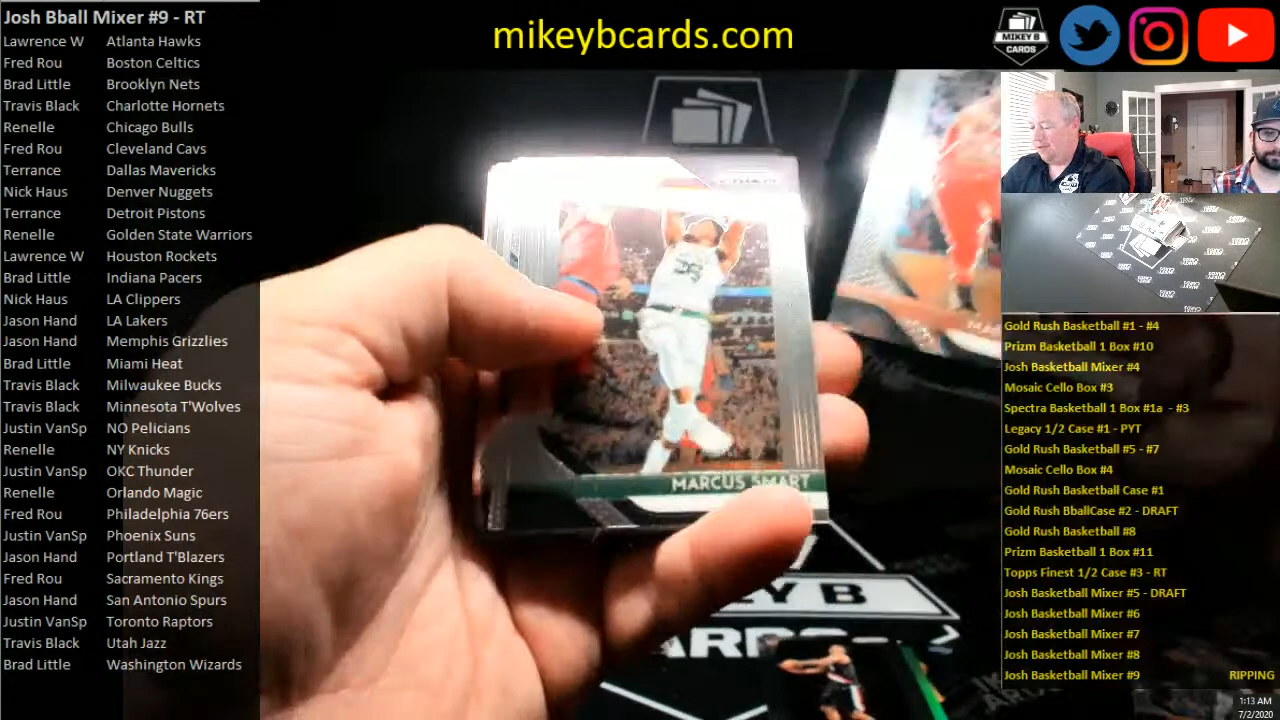 Josh Bball Mixer #9 - RT
Lawrence W Atlanta Hawks
Fred Rou Boston Celtics
Brad Little Brooklyn Nets
Travis Black Charlotte Hornets
Renelle Chicago Bulls
Fred Rou Cleveland Cavs
Terrance Dallas Mavericks
Nick Haus Denver Nuggets
Terrance Detroit Pistons
Renelle Golden State Warriors
Lawrence W Houston Rockets
Brad Little Indiana Pacers
Nick Haus LA Clippers
Jason Hand LA Lakers
Jason Hand Memphis Grizzlies
Brad Little Miami Heat
Travis Black Milwaukee Bucks
Travis Black Minnesota T'Wolves
Justin VanSp NO Pelicians
Renelle NY Knicks
Justin VanSp OKC Thunder
Renelle Orlando Magic
Fred Rou Philadelphia 76ers
Justin VanSp Phoenix Suns
Jason Hand Portland T'Blazers
Fred Rou Sacramento Kings
Jason Hand San Antonio Spurs
Justin VanSp Toronto Raptors
Travis Black Utah Jazz
Brad Little Washington Wizards
mikeybcards.com
MIKEY B
CARDS
MARCUS SMART
EY B
Gold Rush Basketball #1 - #4
Prizm Basketball 1 Box #10
Josh Basketball Mixer #4
Mosaic Cello Box #3
Spectra Basketball 1 Box #1a - #3
Legacy 1/2 Case #1 - PYT
Gold Rush Basketball #5 - #7
Mosaic Cello Box #4
Gold Rush Basketball Case #1
Gold Rush BballCase #2 - DRAFT
Gold Rush Basketball #8
Prizm Basketball 1 Box #11
Topps Finest 1/2 Case #3 - RT
Josh Basketball Mixer #5 - DRAFT
Josh Basketball Mixer #6
Josh Basketball Mixer #7
Josh Basketball Mixer #8
Josh Basketball Mixer #9 RIPPING
1:13 AM
7/2/2020